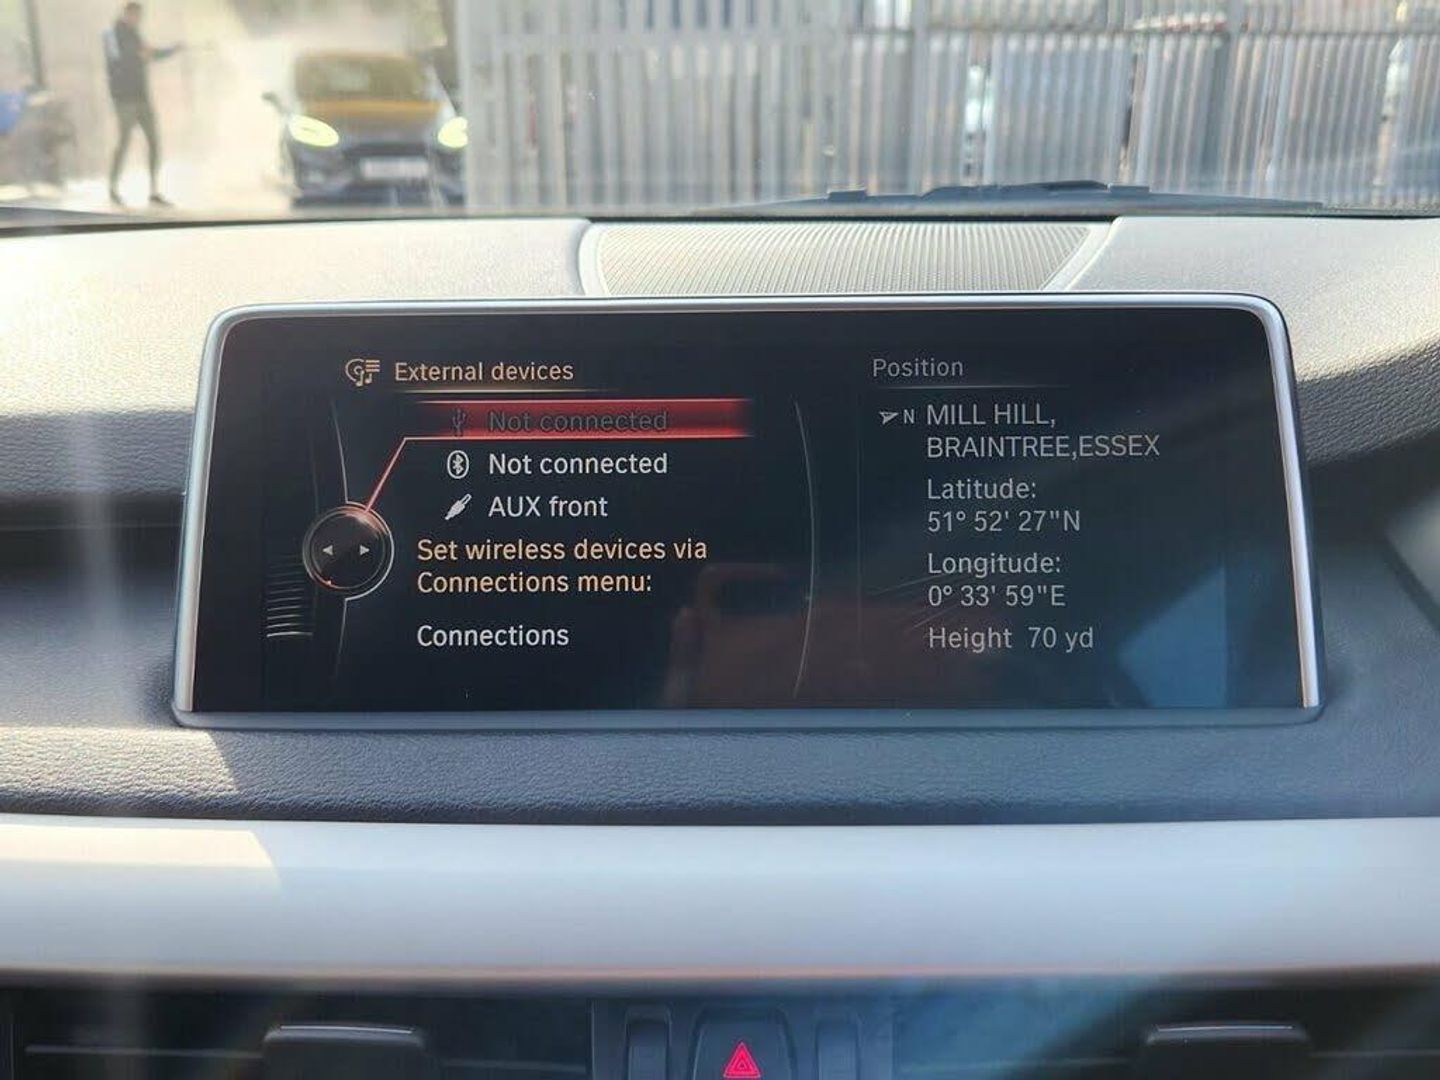 External devices
Not connected
Not connected
AUX front
Set wireless devices via
Connections menu:
Connections
Position
N MILL HILL,
BRAINTREE,ESSEX
Latitude:
51° 52' 27"N
Longitude:
0° 33' 59"E
Height 70 yd